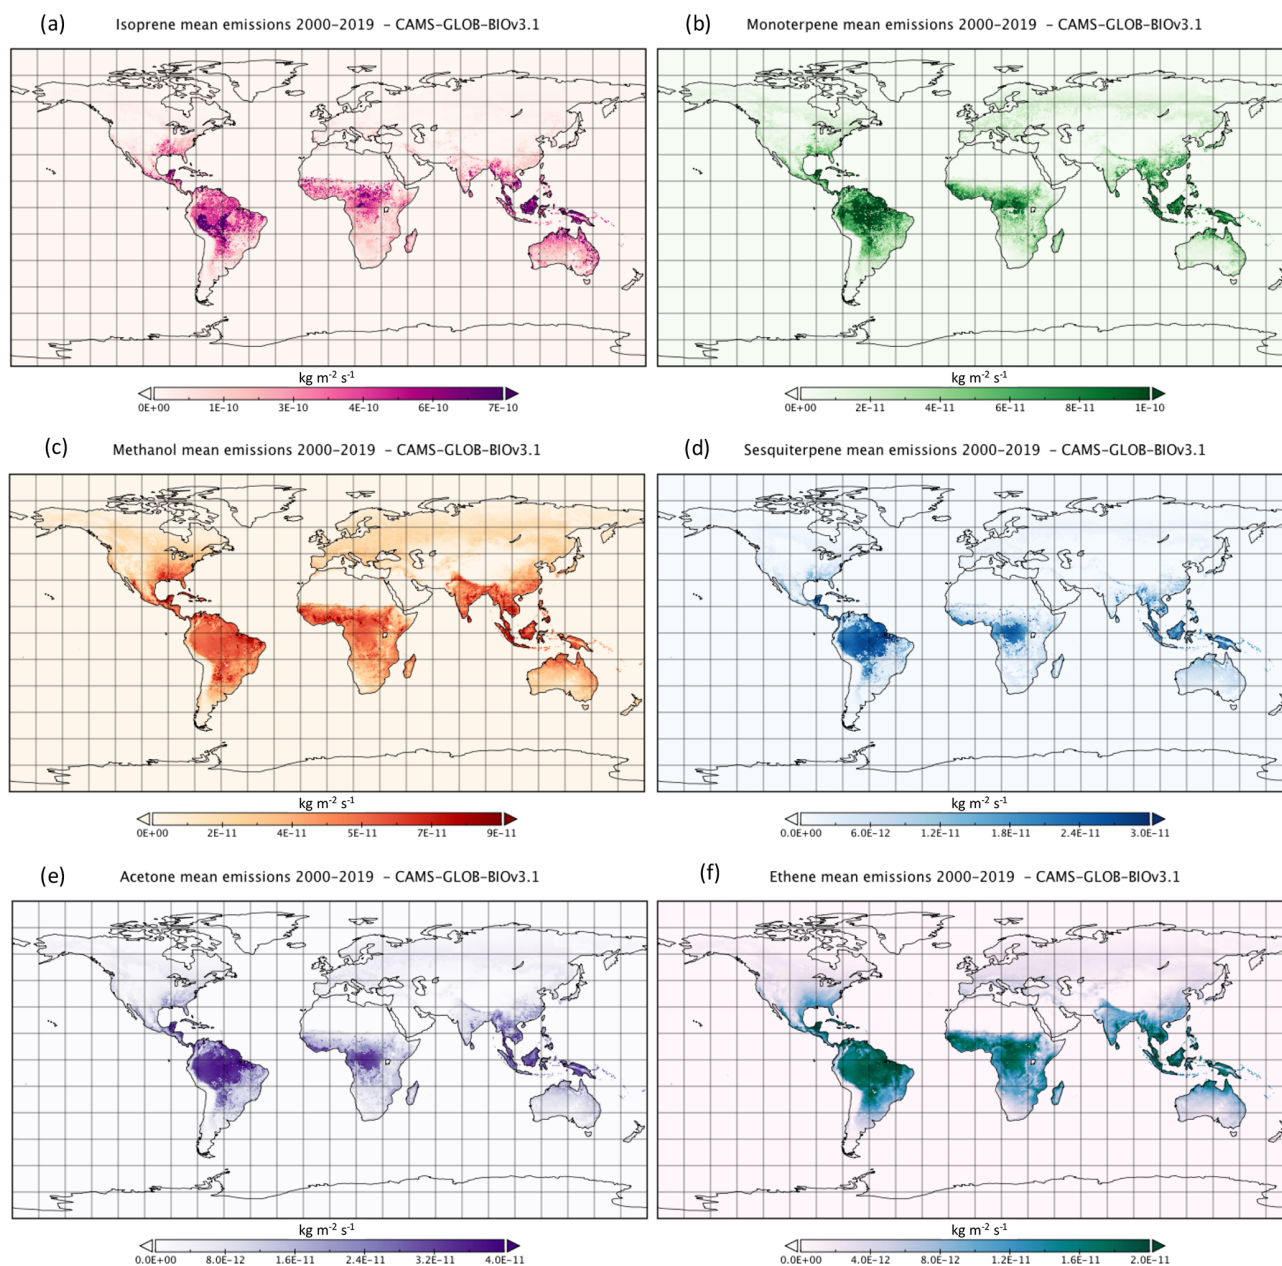 (a) Isoprene mean emissions 2000-2019 – CAMS-GLOB-BIOv3.1
kg m-2 s-1
0E+00 1E-10 3E-10 4E-10 6E-10 7E-10
(b) Monoterpene mean emissions 2000-2019 – CAMS-GLOB-BIOv3.1
kg m-2 s-1
0E+00 2E-11 4E-11 6E-11 8E-11 1E-10
(c) Methanol mean emissions 2000-2019 – CAMS-GLOB-BIOv3.1
kg m-2 s-1
0E+00 2E-11 4E-11 5E-11 7E-11 9E-11
(d) Sesquiterpene mean emissions 2000-2019 – CAMS-GLOB-BIOv3.1
kg m-2 s-1
0.0E+00 6.0E-12 1.2E-11 1.8E-11 2.4E-11 3.0E-11
(e) Acetone mean emissions 2000-2019 – CAMS-GLOB-BIOv3.1
kg m-2 s-1
0.0E+00 8.0E-12 1.6E-11 2.4E-11 3.2E-11 4.0E-11
(f) Ethene mean emissions 2000-2019 – CAMS-GLOB-BIOv3.1
kg m-2 s-1
0.0E+00 4.0E-12 8.0E-12 1.2E-11 1.6E-11 2.0E-11